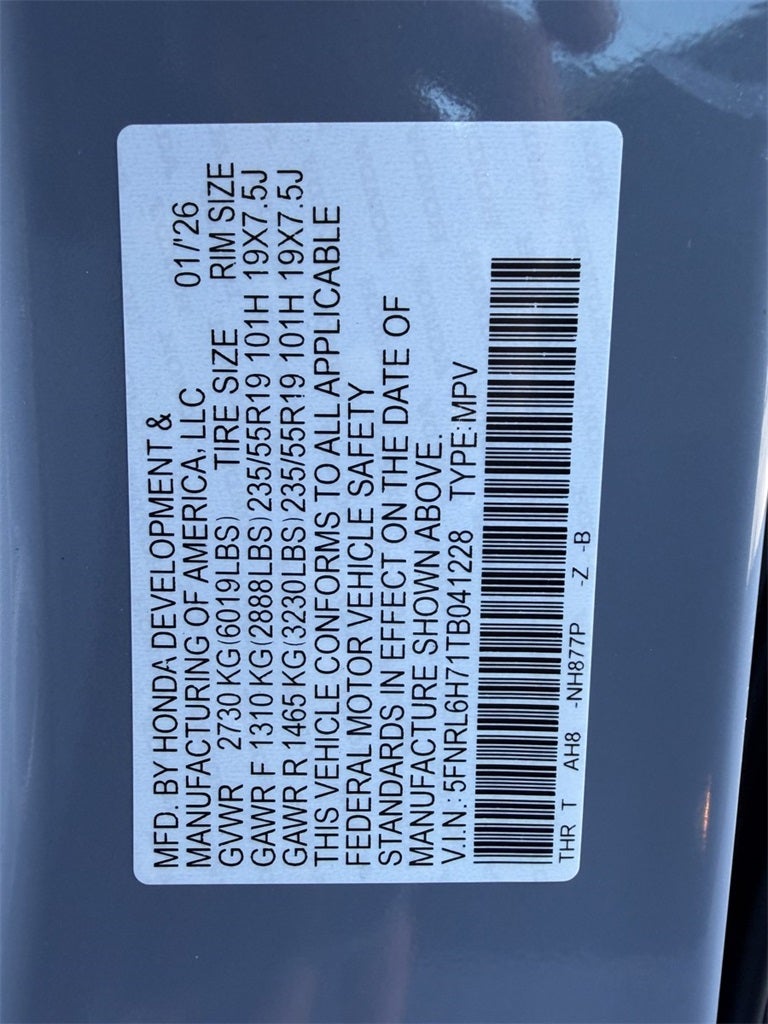 MFD. BY HONDA DEVELOPMENT &
MANUFACTURING OF AMERICA, LLC 01/'26
GVWR 2730 KG(6019LBS) TIRE SIZE RIM SIZE
GAWR F 1310 KG(2888LBS) 235/55R19 101H 19X7.5J
GAWR R 1465 KG(3230LBS) 235/55R19 101H 19X7.5J
THIS VEHICLE CONFORMS TO ALL APPLICABLE
FEDERAL MOTOR VEHICLE SAFETY
STANDARDS IN EFFECT ON THE DATE OF
MANUFACTURE SHOWN ABOVE.
V.I.N.: 5FNRL6H71TB041228 TYPE: MPV
THR T AH8 -NH877P -Z -B